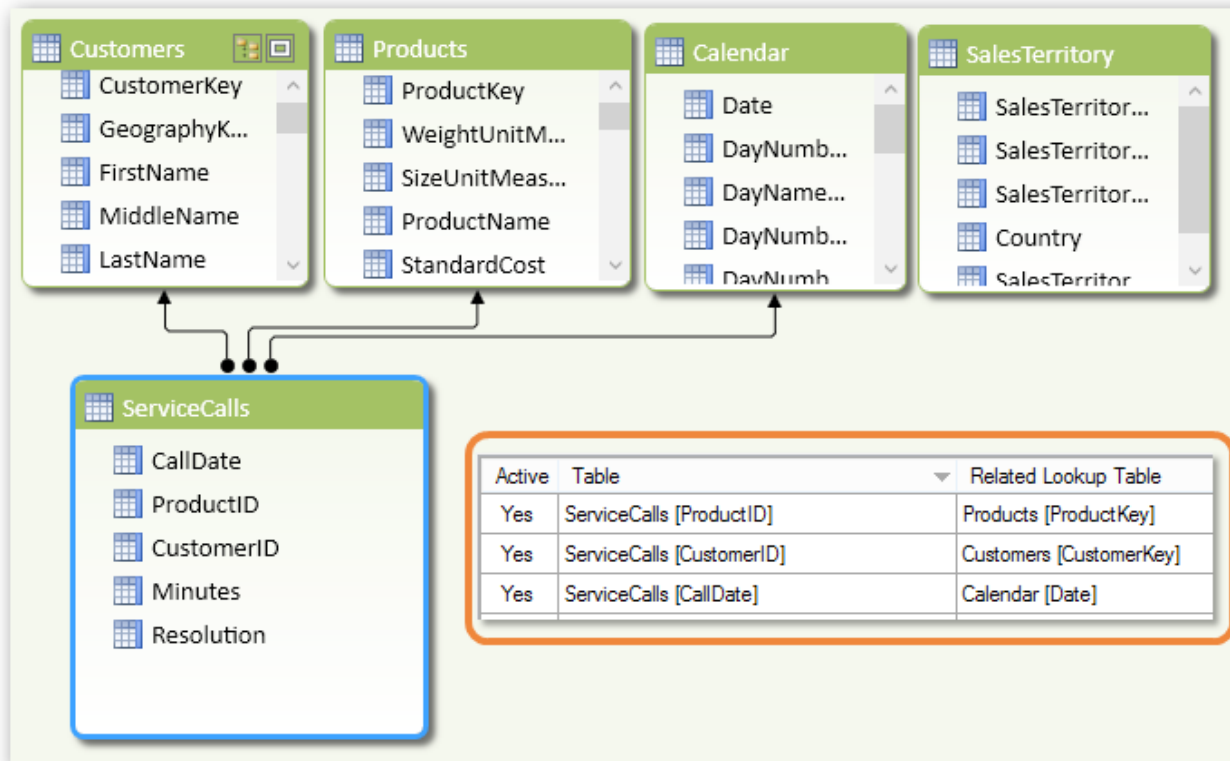 Customers
CustomerKey
GeographyK...
FirstName
MiddleName
LastName
Products
ProductKey
WeightUnitM...
SizeUnitMeas...
ProductName
StandardCost
Calendar
Date
DayNumb...
DayName...
DayNumb...
DayNumb
SalesTerritory
SalesTerritor...
SalesTerritor...
SalesTerritor...
Country
SalesTerritor
ServiceCalls
CallDate
ProductID
CustomerID
Minutes
Resolution
Active Table Related Lookup Table
Yes ServiceCalls [ProductID] Products [ProductKey]
Yes ServiceCalls [CustomerID] Customers [CustomerKey]
Yes ServiceCalls [CallDate] Calendar [Date]